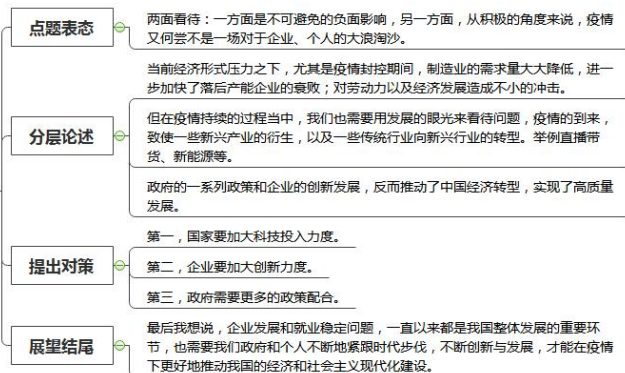 点题表态
两面看待：一方面是不可避免的负面影响，另一方面，从积极的角度来说，疫情
又何尝不是一场对于企业、个人的大浪淘沙。
分层论述
当前经济形式压力之下，尤其是疫情封控期间，制造业的需求量大大降低，进一
步加快了落后产能企业的衰败；对劳动力以及经济发展造成不小的冲击。
但在疫情持续的过程当中，我们也需要用发展的眼光来看待问题，疫情的到来，
致使一些新兴产业的衍生，以及一些传统行业向新兴行业的转型。举例直播带
货、新能源等。
政府的一系列政策和企业的创新发展，反而推动了中国经济转型，实现了高质量
发展。
提出对策
第一，国家要加大科技投入力度。
第二，企业要加大创新力度。
第三，政府需要更多的政策配合。
展望结尾
最后我想说，企业发展和就业稳定问题，一直以来都是我国整体发展的重要环
节，也需要我们政府和个人不断地紧跟时代步伐，不断创新与发展，才能在疫情
下更好地推动我国的经济和社会主义现代化建设。